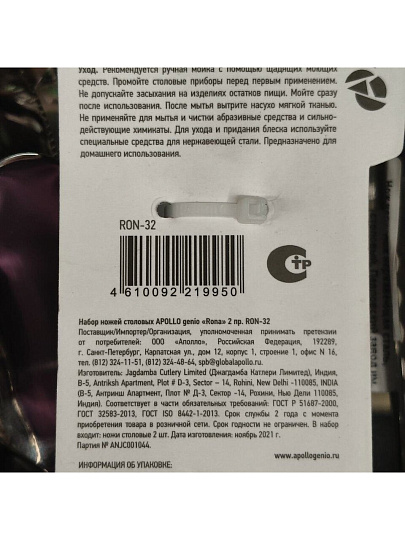 Уход. Рекомендуется ручная мойка с помощью щадящих моющих
средств. Промойте столовые приборы перед первым применением.
Не допускайте засыхания на изделиях остатков пищи. Мойте сразу
после использования. После мытья вытрите насухо мягкой тканью.
Не применяйте для мытья и чистки абразивные средства и сильно-
действующие химикаты. Для ухода и придания блеска используйте
специальные средства для нержавеющей стали. Предназначено для
домашнего использования.
RON-32
4 610092 219950
Стр
Набор ножей столовых APOLLO genio «Rona» 2 пр. RON-32
Поставщик/Импортер/Организация, уполномоченная принимать претензии
от потребителей: ООО «Аполло», Российская Федерация, 192289,
г. Санкт-Петербург, Карпатская ул., дом 12, корпус 1, строение 1, офис N 16,
тел. (812) 324-11-51, (812) 324-48-64, spb@globalapollo.ru.
Изготовитель: Jagdamba Cutlery Limited (Джагдамба Натлери Лимитед), Индия,
B-5, Antriksh Apartment, Plot # D-3, Sector – 14, Rohini, New Delhi -110085, INDIA
(В-5, Антрикш Апартмент, Плот № Д-3, Сектор -14, Рохини, Нью Дели 110085,
Индия). Соответствует в части обязательных требований: ГОСТ Р 51687-2000,
ГОСТ 32583-2013, ГОСТ ISO 8442-1-2013. Срок службы 2 года с момента
приобретения товара в розничной сети. Срок годности не ограничен. В набор
входит: ножи столовые 2 шт. Дата изготовления: ноябрь 2021 г.
Партия № ANJC001044.
www.apollogenio.ru
ИНФОРМАЦИЯ ОБ УПАКОВКЕ: